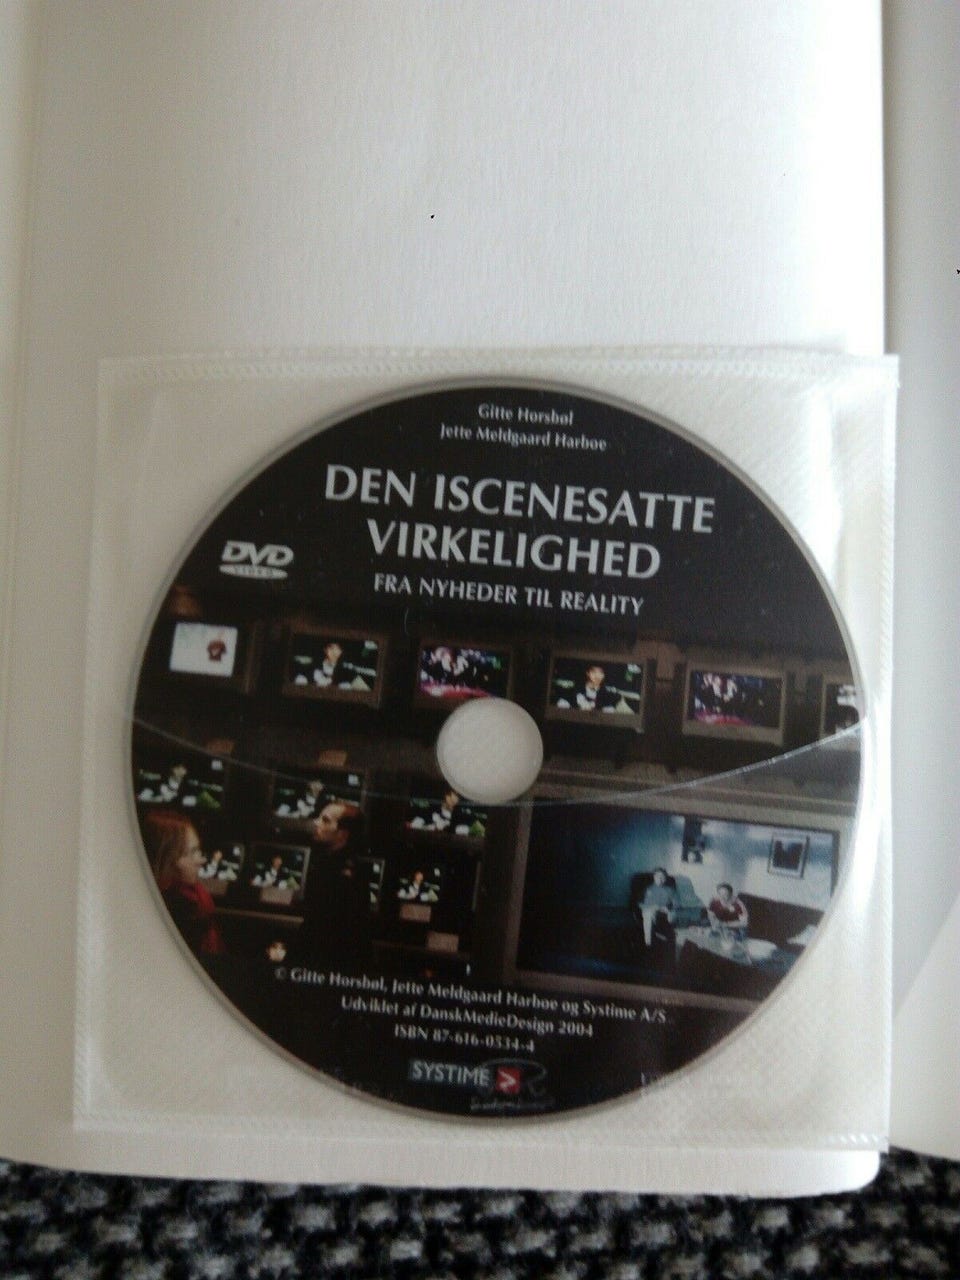 Gitte Horsbøl
Jette Meldgaard Harboe
DEN ISCENESATTE
VIRKELIGHED
DVD
VIDEO
FRA NYHEDER TIL REALITY
© Gitte Horsbøl, Jette Meldgaard Harboe og Systime A/S
Udviklet af DanskMedieDesign 2004
ISBN 87-616-0534-4
SYSTIME